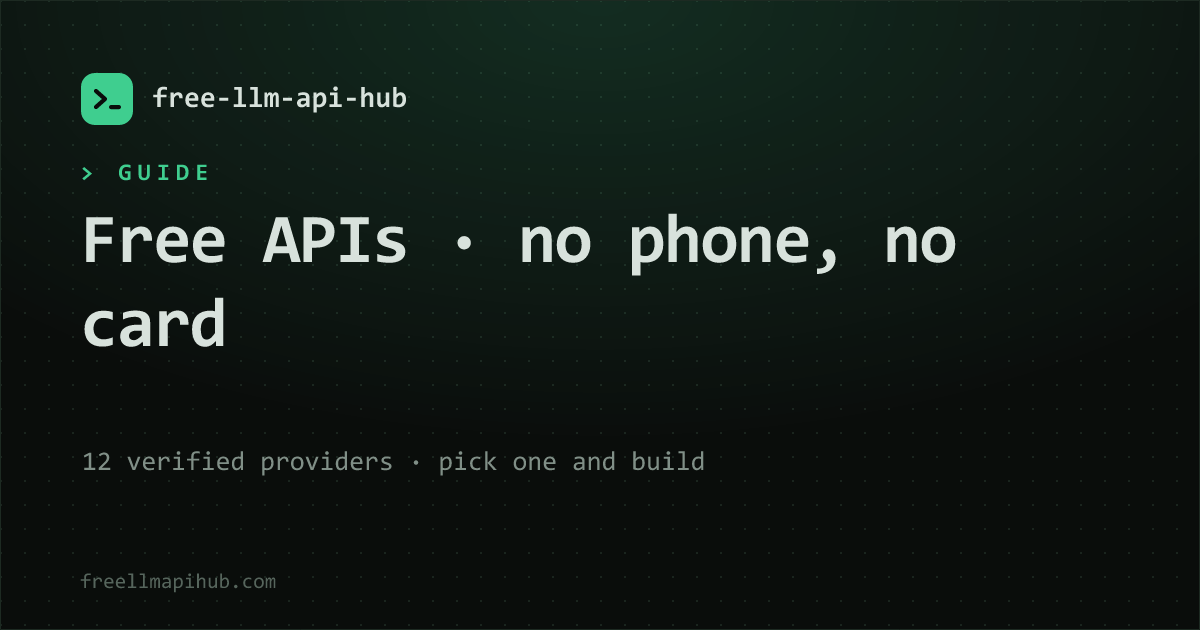 free-llm-api-hub
> GUIDE
Free APIs · no phone, no
card
12 verified providers · pick one and build
freellmapihub.com